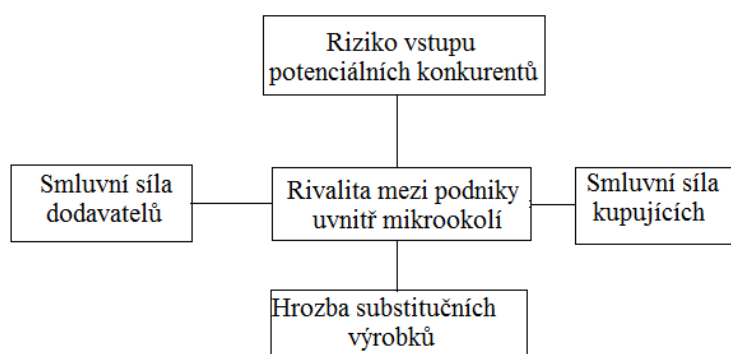 Riziko vstupu
potenciálních konkurentů
Smluvní síla
dodavatelů
Rivalita mezi podniky
uvnitř mikrookolí
Smluvní síla
kupujících
Hrozba substitučních
výrobků